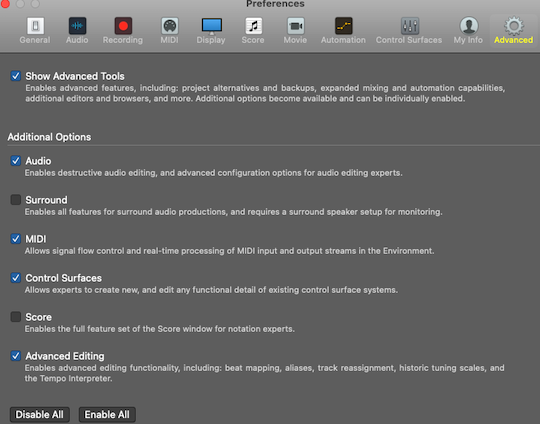 Preferences
General Audio Recording MIDI Display Score Movie Automation Control Surfaces My Info Advanced
Show Advanced Tools
Enables advanced features, including: project alternatives and backups, expanded mixing and automation capabilities,
additional editors and browsers, and more. Additional options become available and can be individually enabled.
Additional Options
Audio
Enables destructive audio editing, and advanced configuration options for audio editing experts.
Surround
Enables all features for surround audio productions, and requires a surround speaker setup for monitoring.
MIDI
Allows signal flow control and real-time processing of MIDI input and output streams in the Environment.
Control Surfaces
Allows experts to create new, and edit any functional detail of existing control surface systems.
Score
Enables the full feature set of the Score window for notation experts.
Advanced Editing
Enables advanced editing functionality, including: beat mapping, aliases, track reassignment, historic tuning scales, and
the Tempo Interpreter.
Disable All Enable All